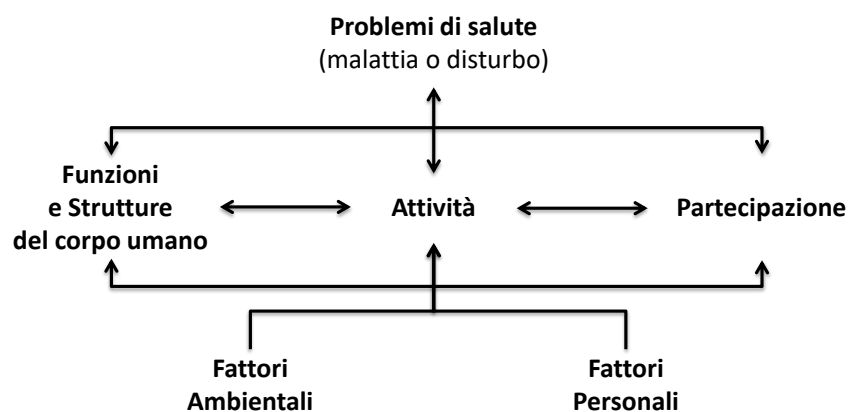 Problemi di salute
(malattia o disturbo)
Funzioni
e Strutture
del corpo umano
Attività
Partecipazione
Fattori
Ambientali
Fattori
Personali